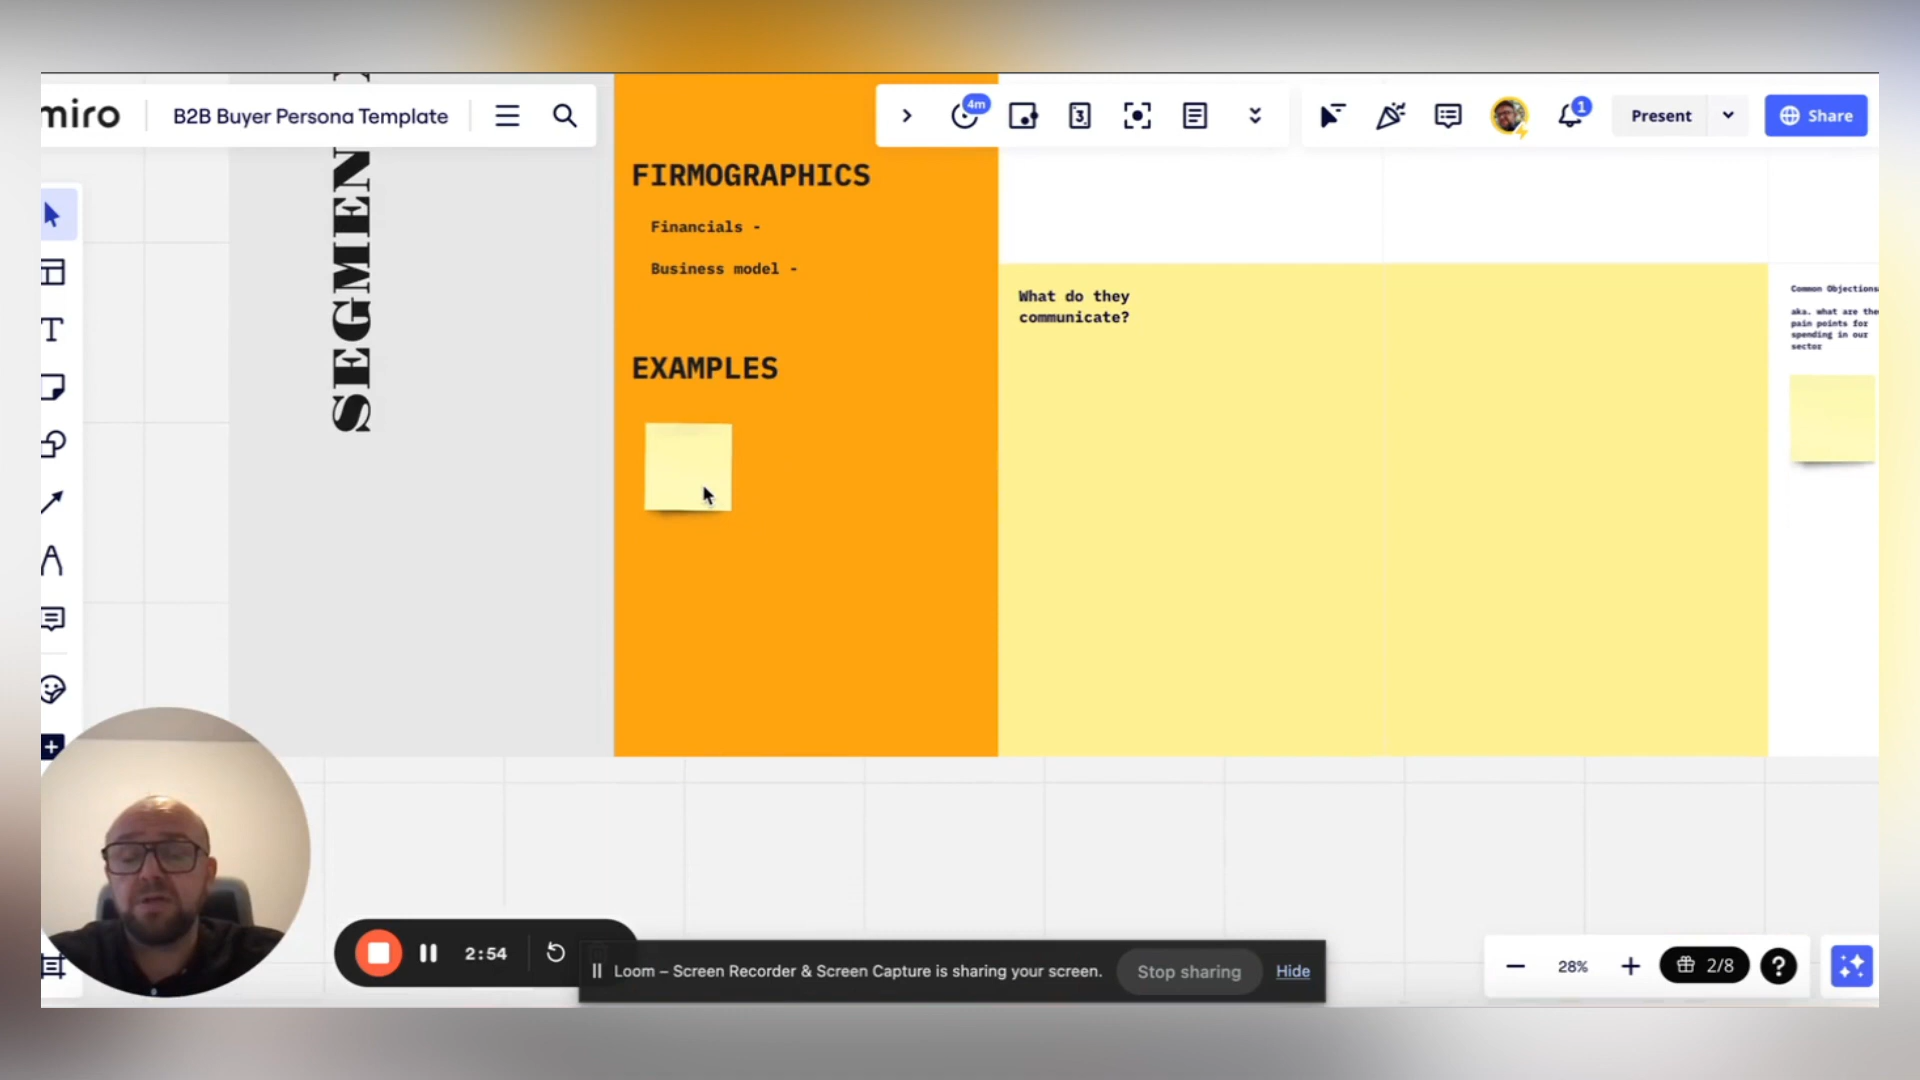 miro
B2B Buyer Persona Template
4m
3
1
Present
Share
SEGMEN
FIRMOGRAPHICS
Financials -
Business model -
EXAMPLES
What do they
communicate?
Common Objections
aka. what are the
pain points for
spending in our
sector
2:54
Loom – Screen Recorder & Screen Capture is sharing your screen.
Stop sharing
Hide
28%
2/8
?